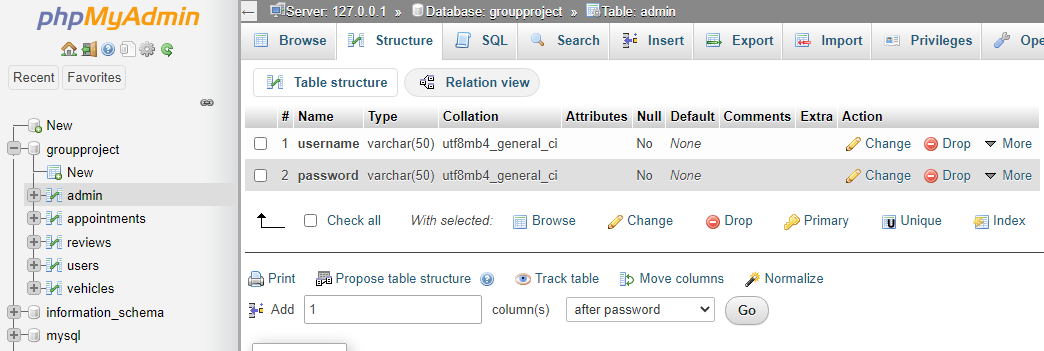 phpMyAdmin
Recent Favorites
New
groupproject
New
admin
appointments
reviews
users
vehicles
information_schema
mysql
Server: 127.0.0.1 » Database: groupproject » Table: admin
Browse Structure SQL Search Insert Export Import Privileges Ope
Table structure Relation view
# Name Type Collation Attributes Null Default Comments Extra Action
1 username varchar(50) utf8mb4_general_ci No None Change Drop More
2 password varchar(50) utf8mb4_general_ci No None Change Drop More
Check all With selected: Browse Change Drop Primary Unique Index
Print Propose table structure Track table Move columns Normalize
Add 1 column(s) after password Go